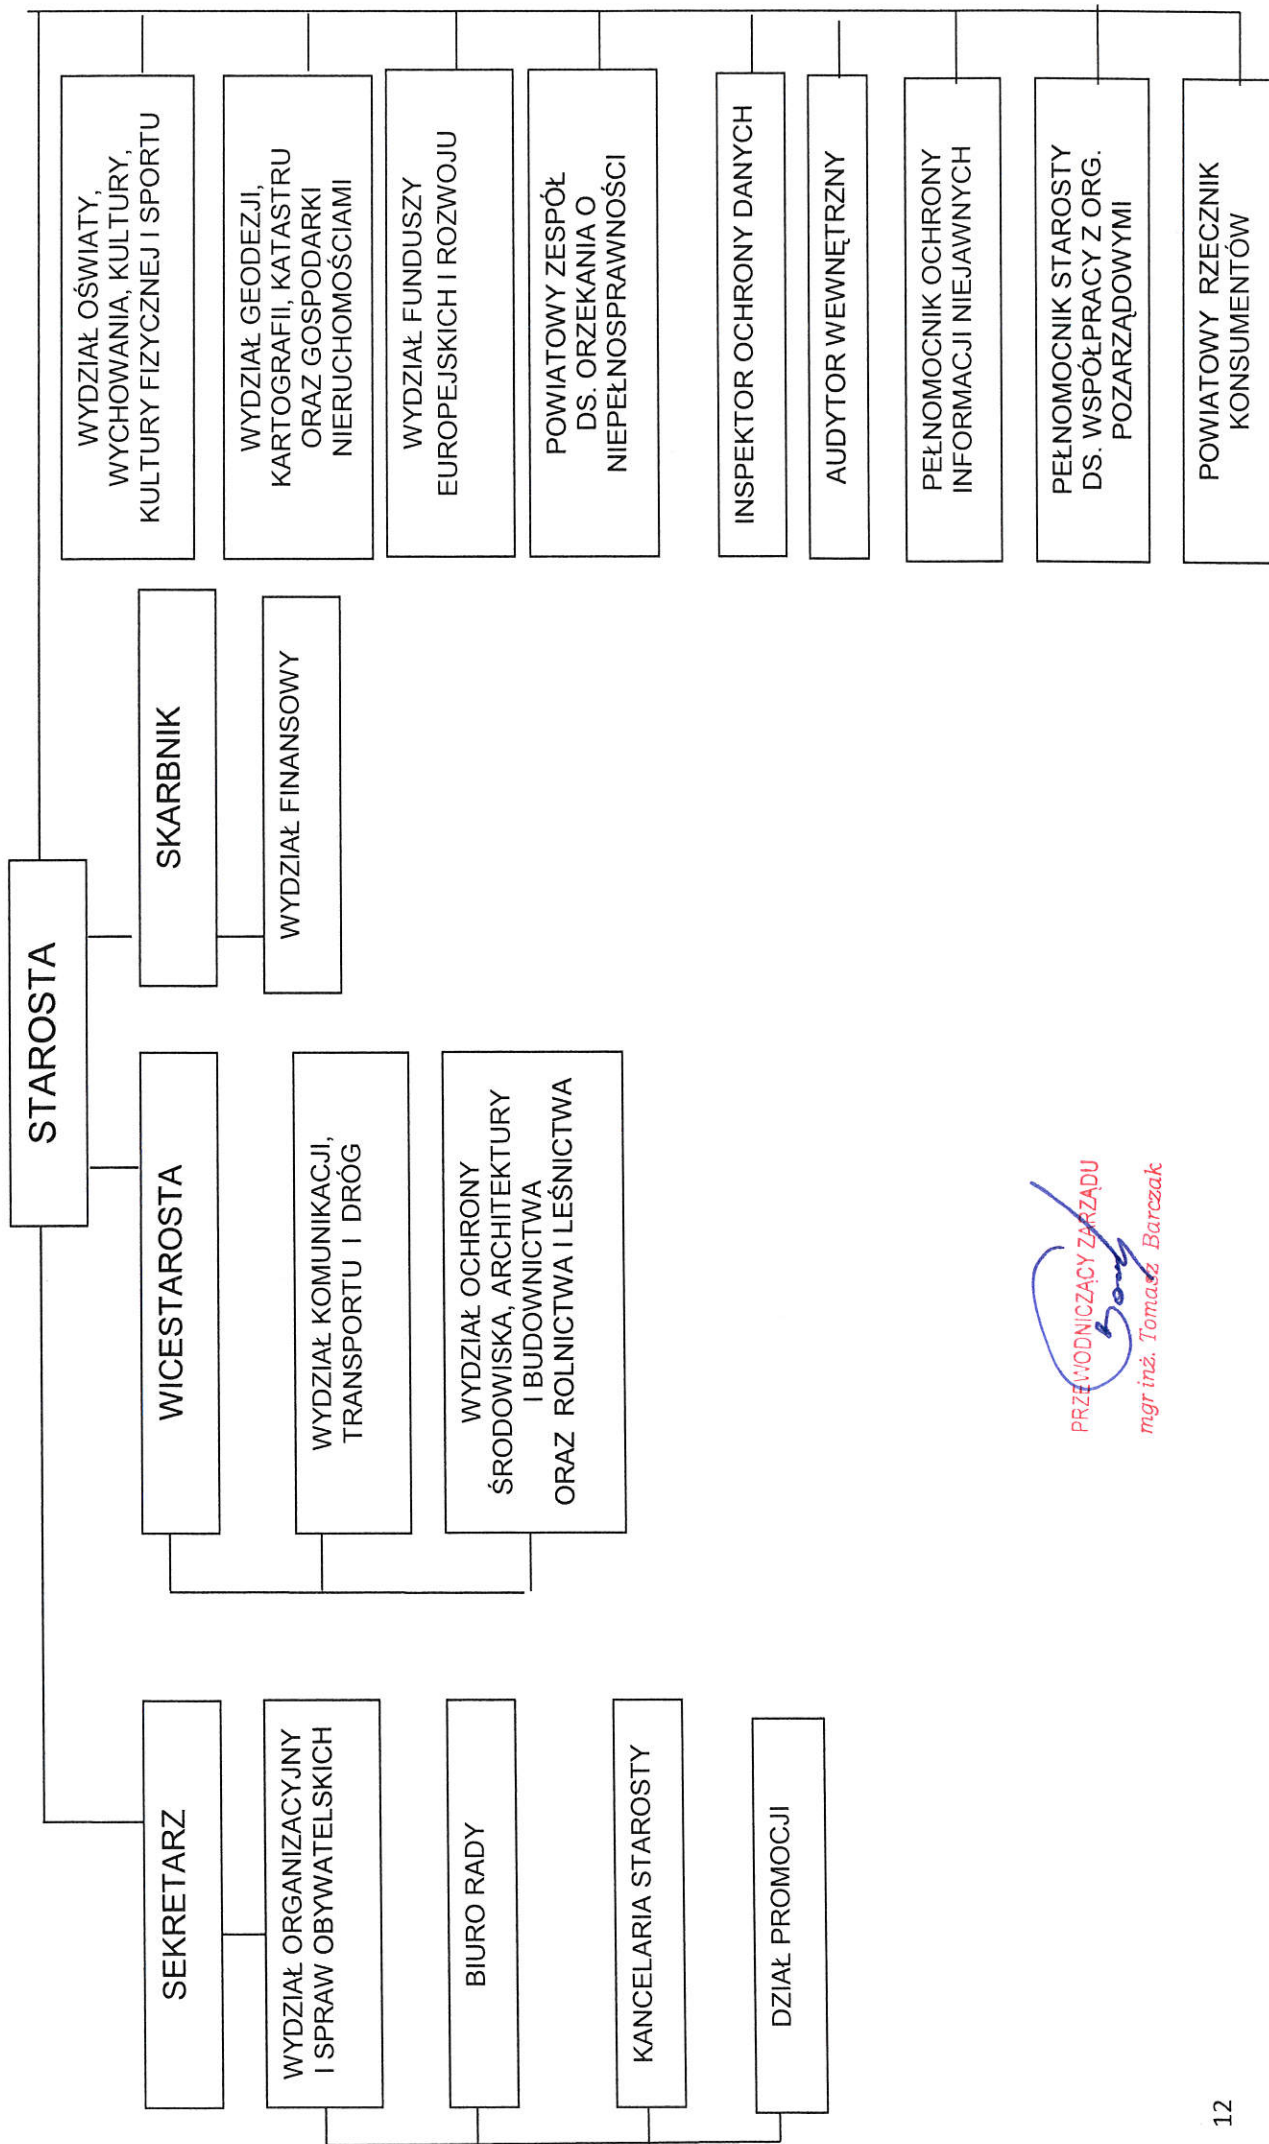 STAROSTA
SEKRETARZ
WYDZIAŁ ORGANIZACYJNY
I SPRAW OBYWATELSKICH
BIURO RADY
KANCELARIA STAROSTY
DZIAŁ PROMOCJI
WICESTAROSTA
WYDZIAŁ KOMUNIKACJI,
TRANSPORTU I DRÓG
WYDZIAŁ OCHRONY
ŚRODOWISKA, ARCHITEKTURY
I BUDOWNICTWA
ORAZ ROLNICTWA I LEŚNICTWA
SKARBNIK
WYDZIAŁ FINANSOWY
WYDZIAŁ OŚWIATY,
WYCHOWANIA, KULTURY,
KULTURY FIZYCZNEJ I SPORTU
WYDZIAŁ GEODEZJI,
KARTOGRAFII, KATASTRU
ORAZ GOSPODARKI
NIERUCHOMOŚCIAMI
WYDZIAŁ FUNDUSZY
EUROPEJSKICH I ROZWOJU
POWIATOWY ZESPÓŁ
DS. ORZEKANIA O
NIEPEŁNOSPRAWNOŚCI
INSPEKTOR OCHRONY DANYCH
AUDYTOR WEWNĘTRZNY
PEŁNOMOCNIK OCHRONY
INFORMACJI NIEJAWNYCH
PEŁNOMOCNIK STAROSTY
DS. WSPÓŁPRACY Z ORG.
POZARZĄDOWYMI
POWIATOWY RZECZNIK
KONSUMENTÓW
PRZEWODNICZĄCY ZARZĄDU
mgr inż. Tomasz Barczak
12